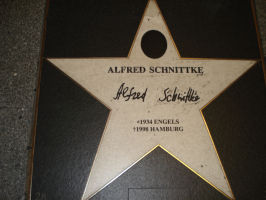 ALFRED SCHNITTKE
Alfred Schnittke
*1934 ENGELS
†1998 HAMBURG